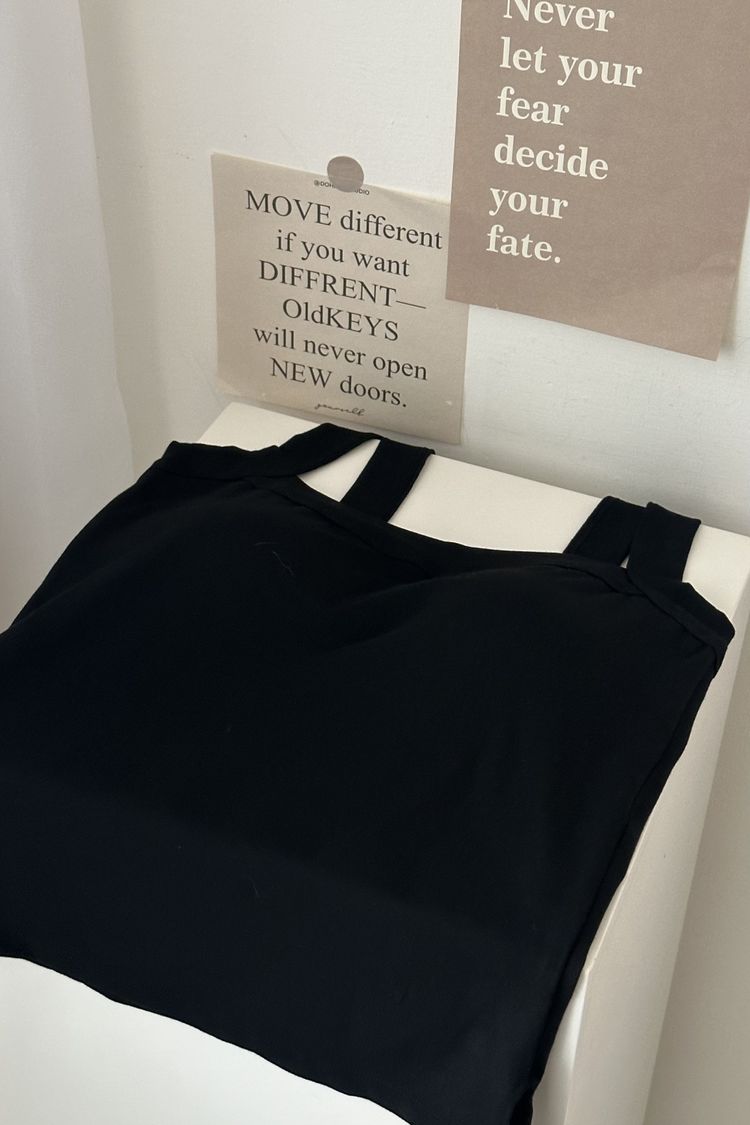 Never
let your
fear
decide
your
fate.
MOVE different
if you want
DIFFRENT—
OldKEYS
will never open
NEW doors.
yourself